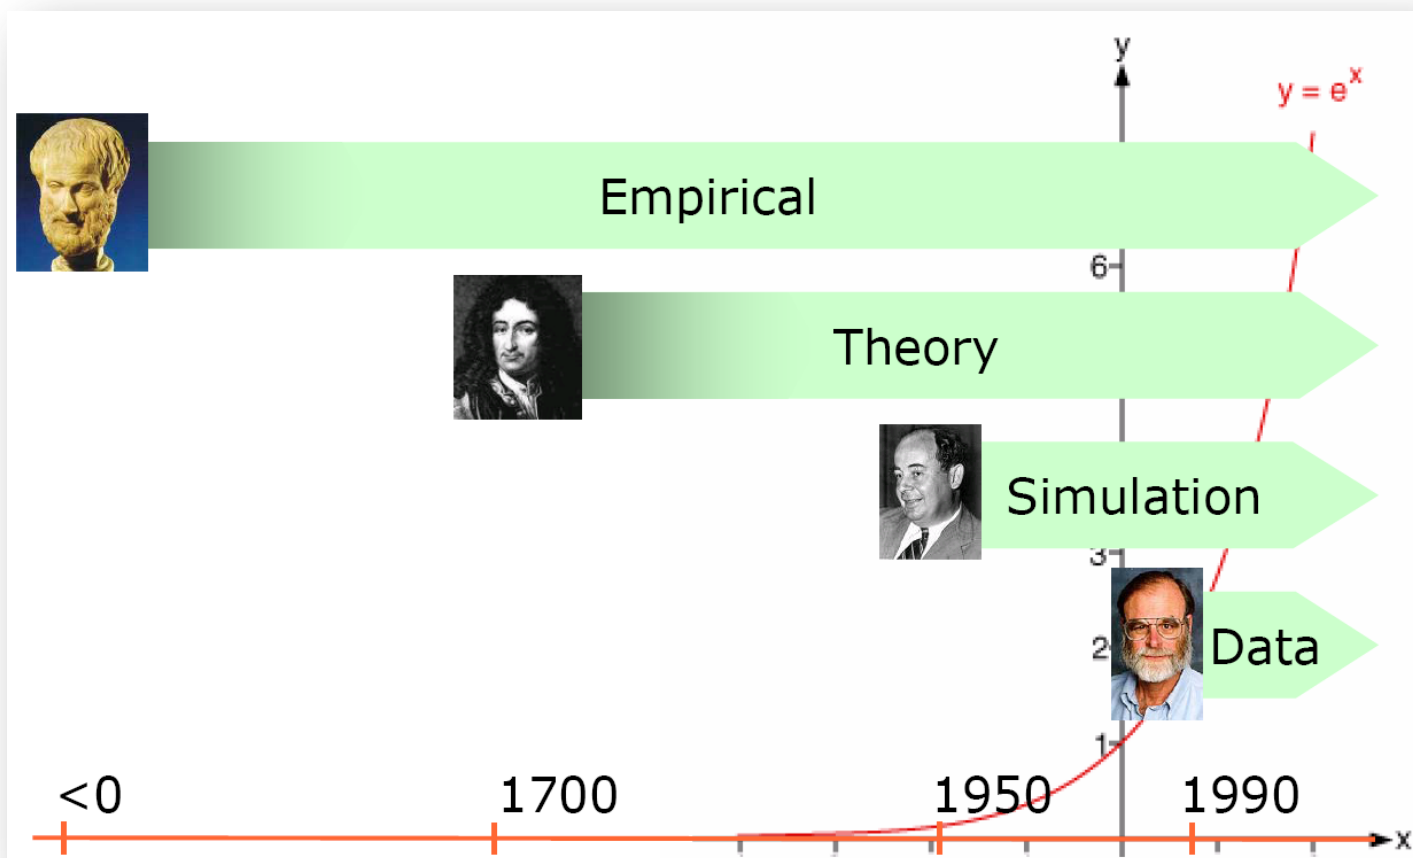 y
y = e^x
Empirical
6
Theory
Simulation
3
Data
2
1
<0 1700 1950 1990
x